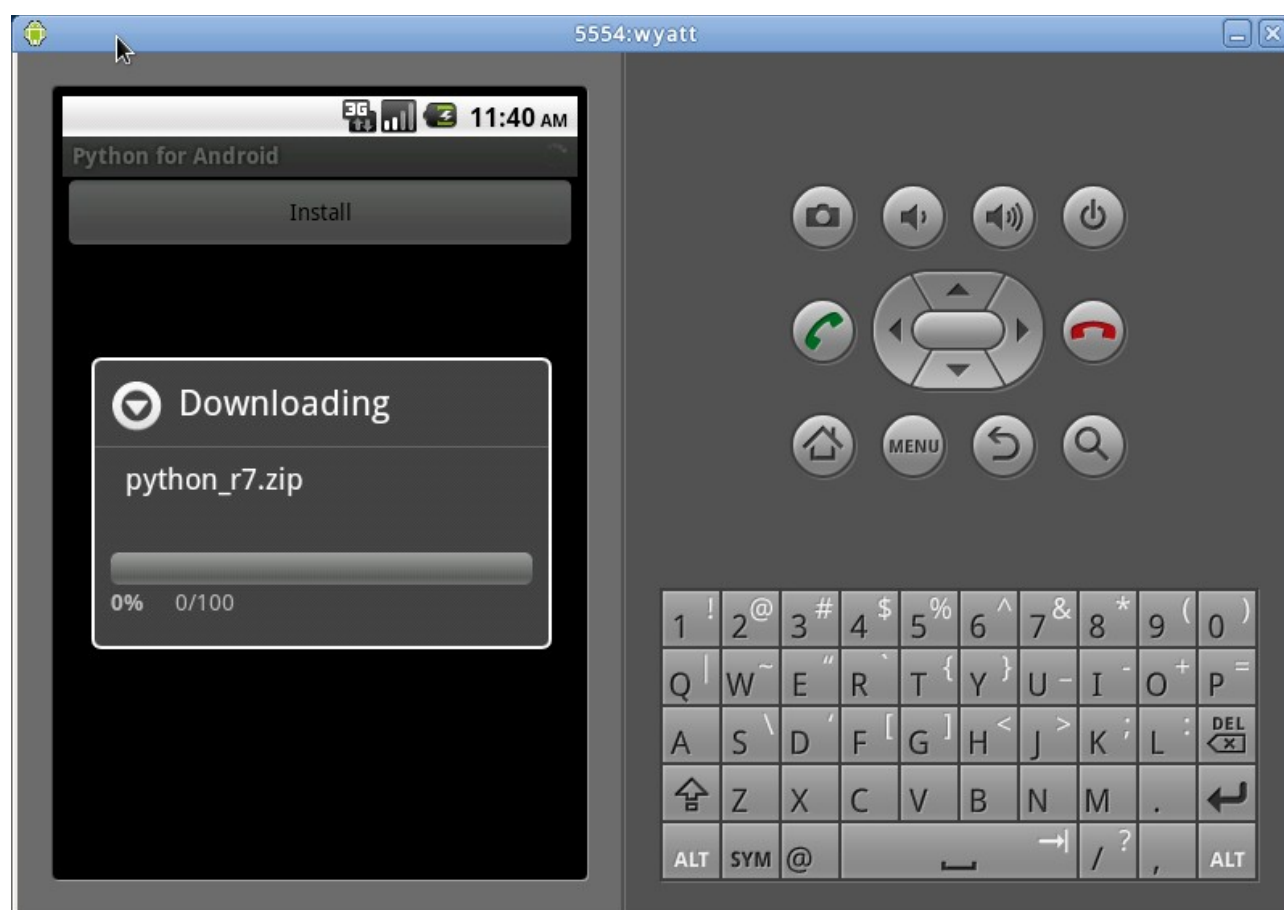 5554:wyatt
3G 11:40 AM
Python for Android
Install
Downloading
python_r7.zip
0% 0/100
MENU
1 ! 2 @ 3 # 4 $ 5 % 6 ^ 7 & 8 * 9 ( 0 )
Q | W ~ E " R ` T { Y } U _ I - O + P =
A S \ D ' F [ G ] H < J > K ; L : DEL
Z X C V B N M .
ALT SYM @ / ? , ALT